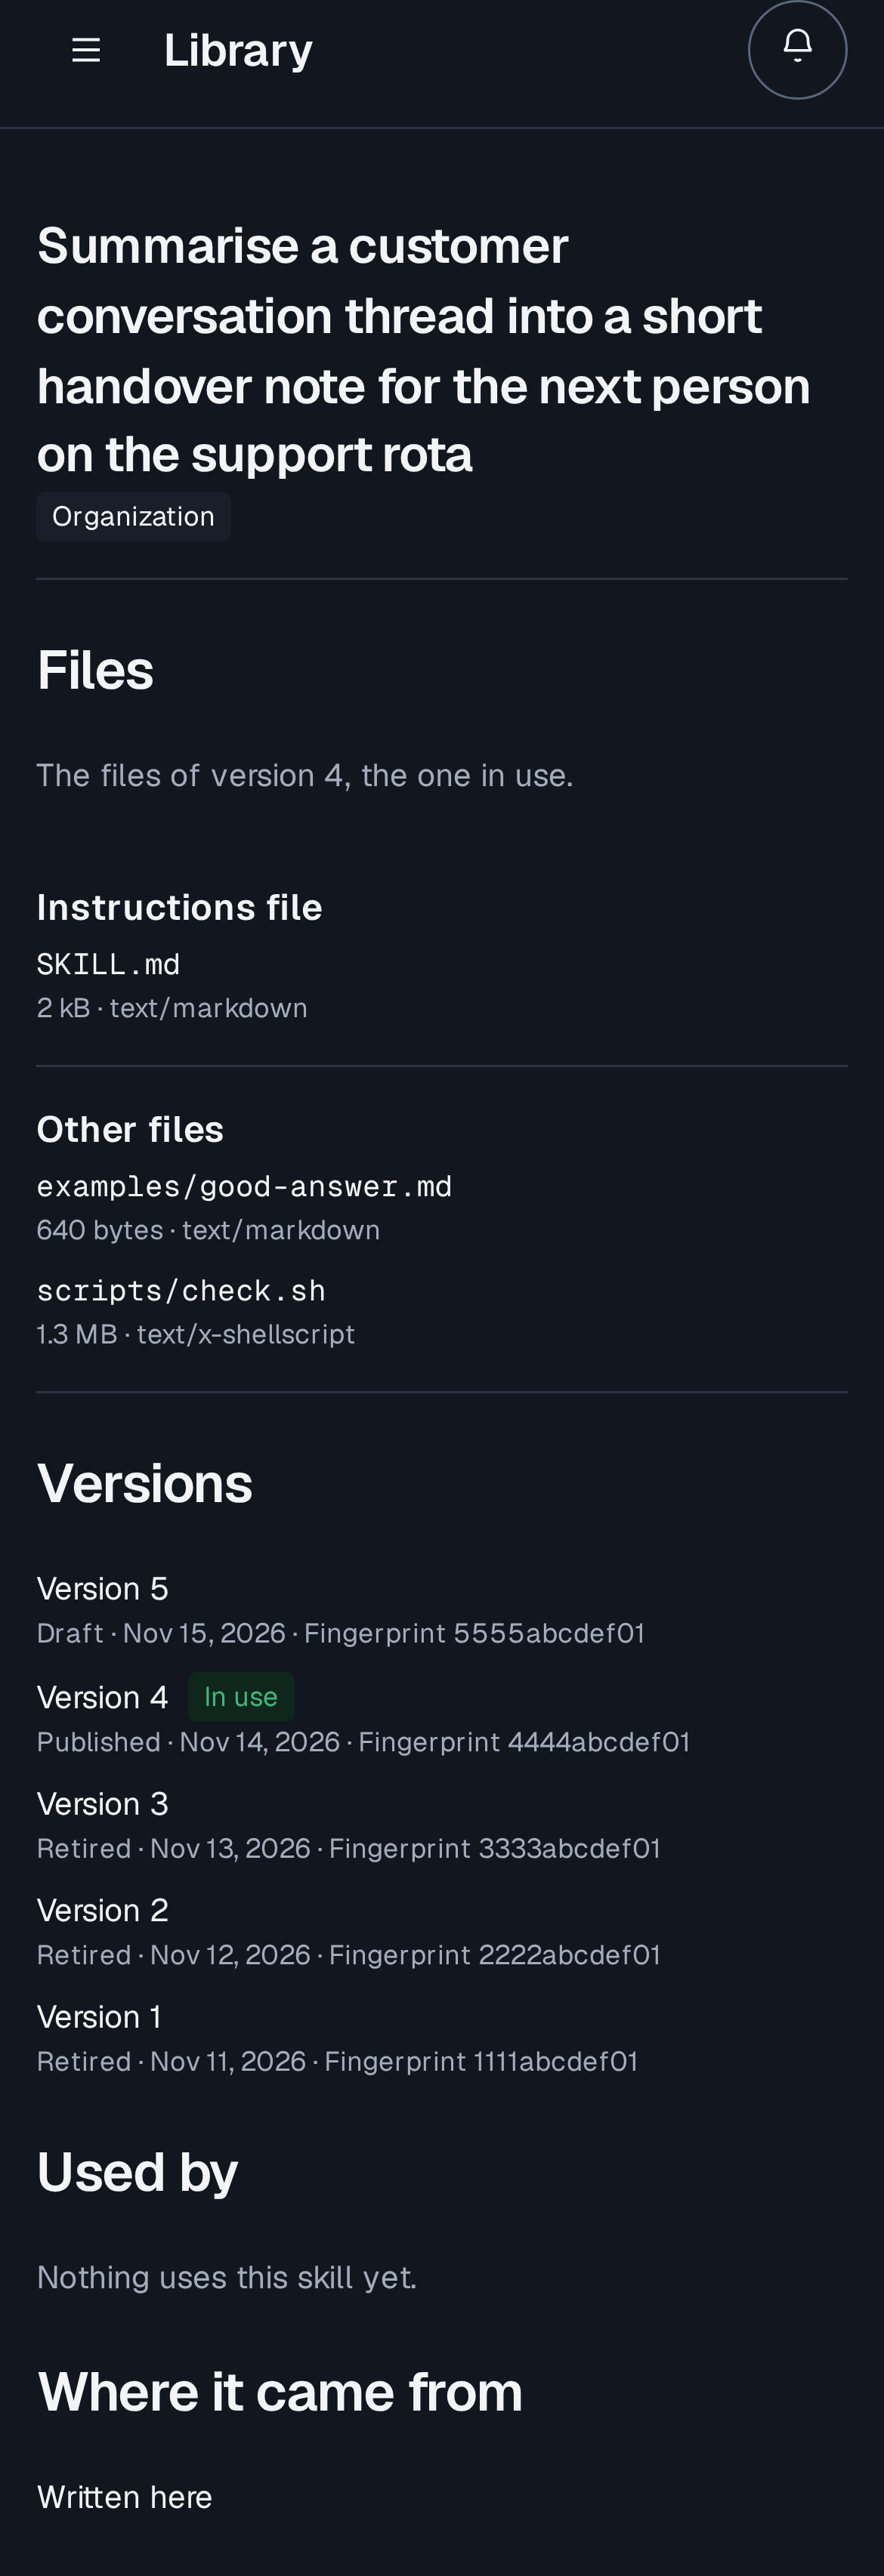 Library
Summarise a customer
conversation thread into a short
handover note for the next person
on the support rota
Organization
Files
The files of version 4, the one in use.
Instructions file
SKILL.md
2 kB · text/markdown
Other files
examples/good-answer.md
640 bytes · text/markdown
scripts/check.sh
1.3 MB · text/x-shellscript
Versions
Version 5
Draft · Nov 15, 2026 · Fingerprint 5555abcdef01
Version 4 In use
Published · Nov 14, 2026 · Fingerprint 4444abcdef01
Version 3
Retired · Nov 13, 2026 · Fingerprint 3333abcdef01
Version 2
Retired · Nov 12, 2026 · Fingerprint 2222abcdef01
Version 1
Retired · Nov 11, 2026 · Fingerprint 1111abcdef01
Used by
Nothing uses this skill yet.
Where it came from
Written here